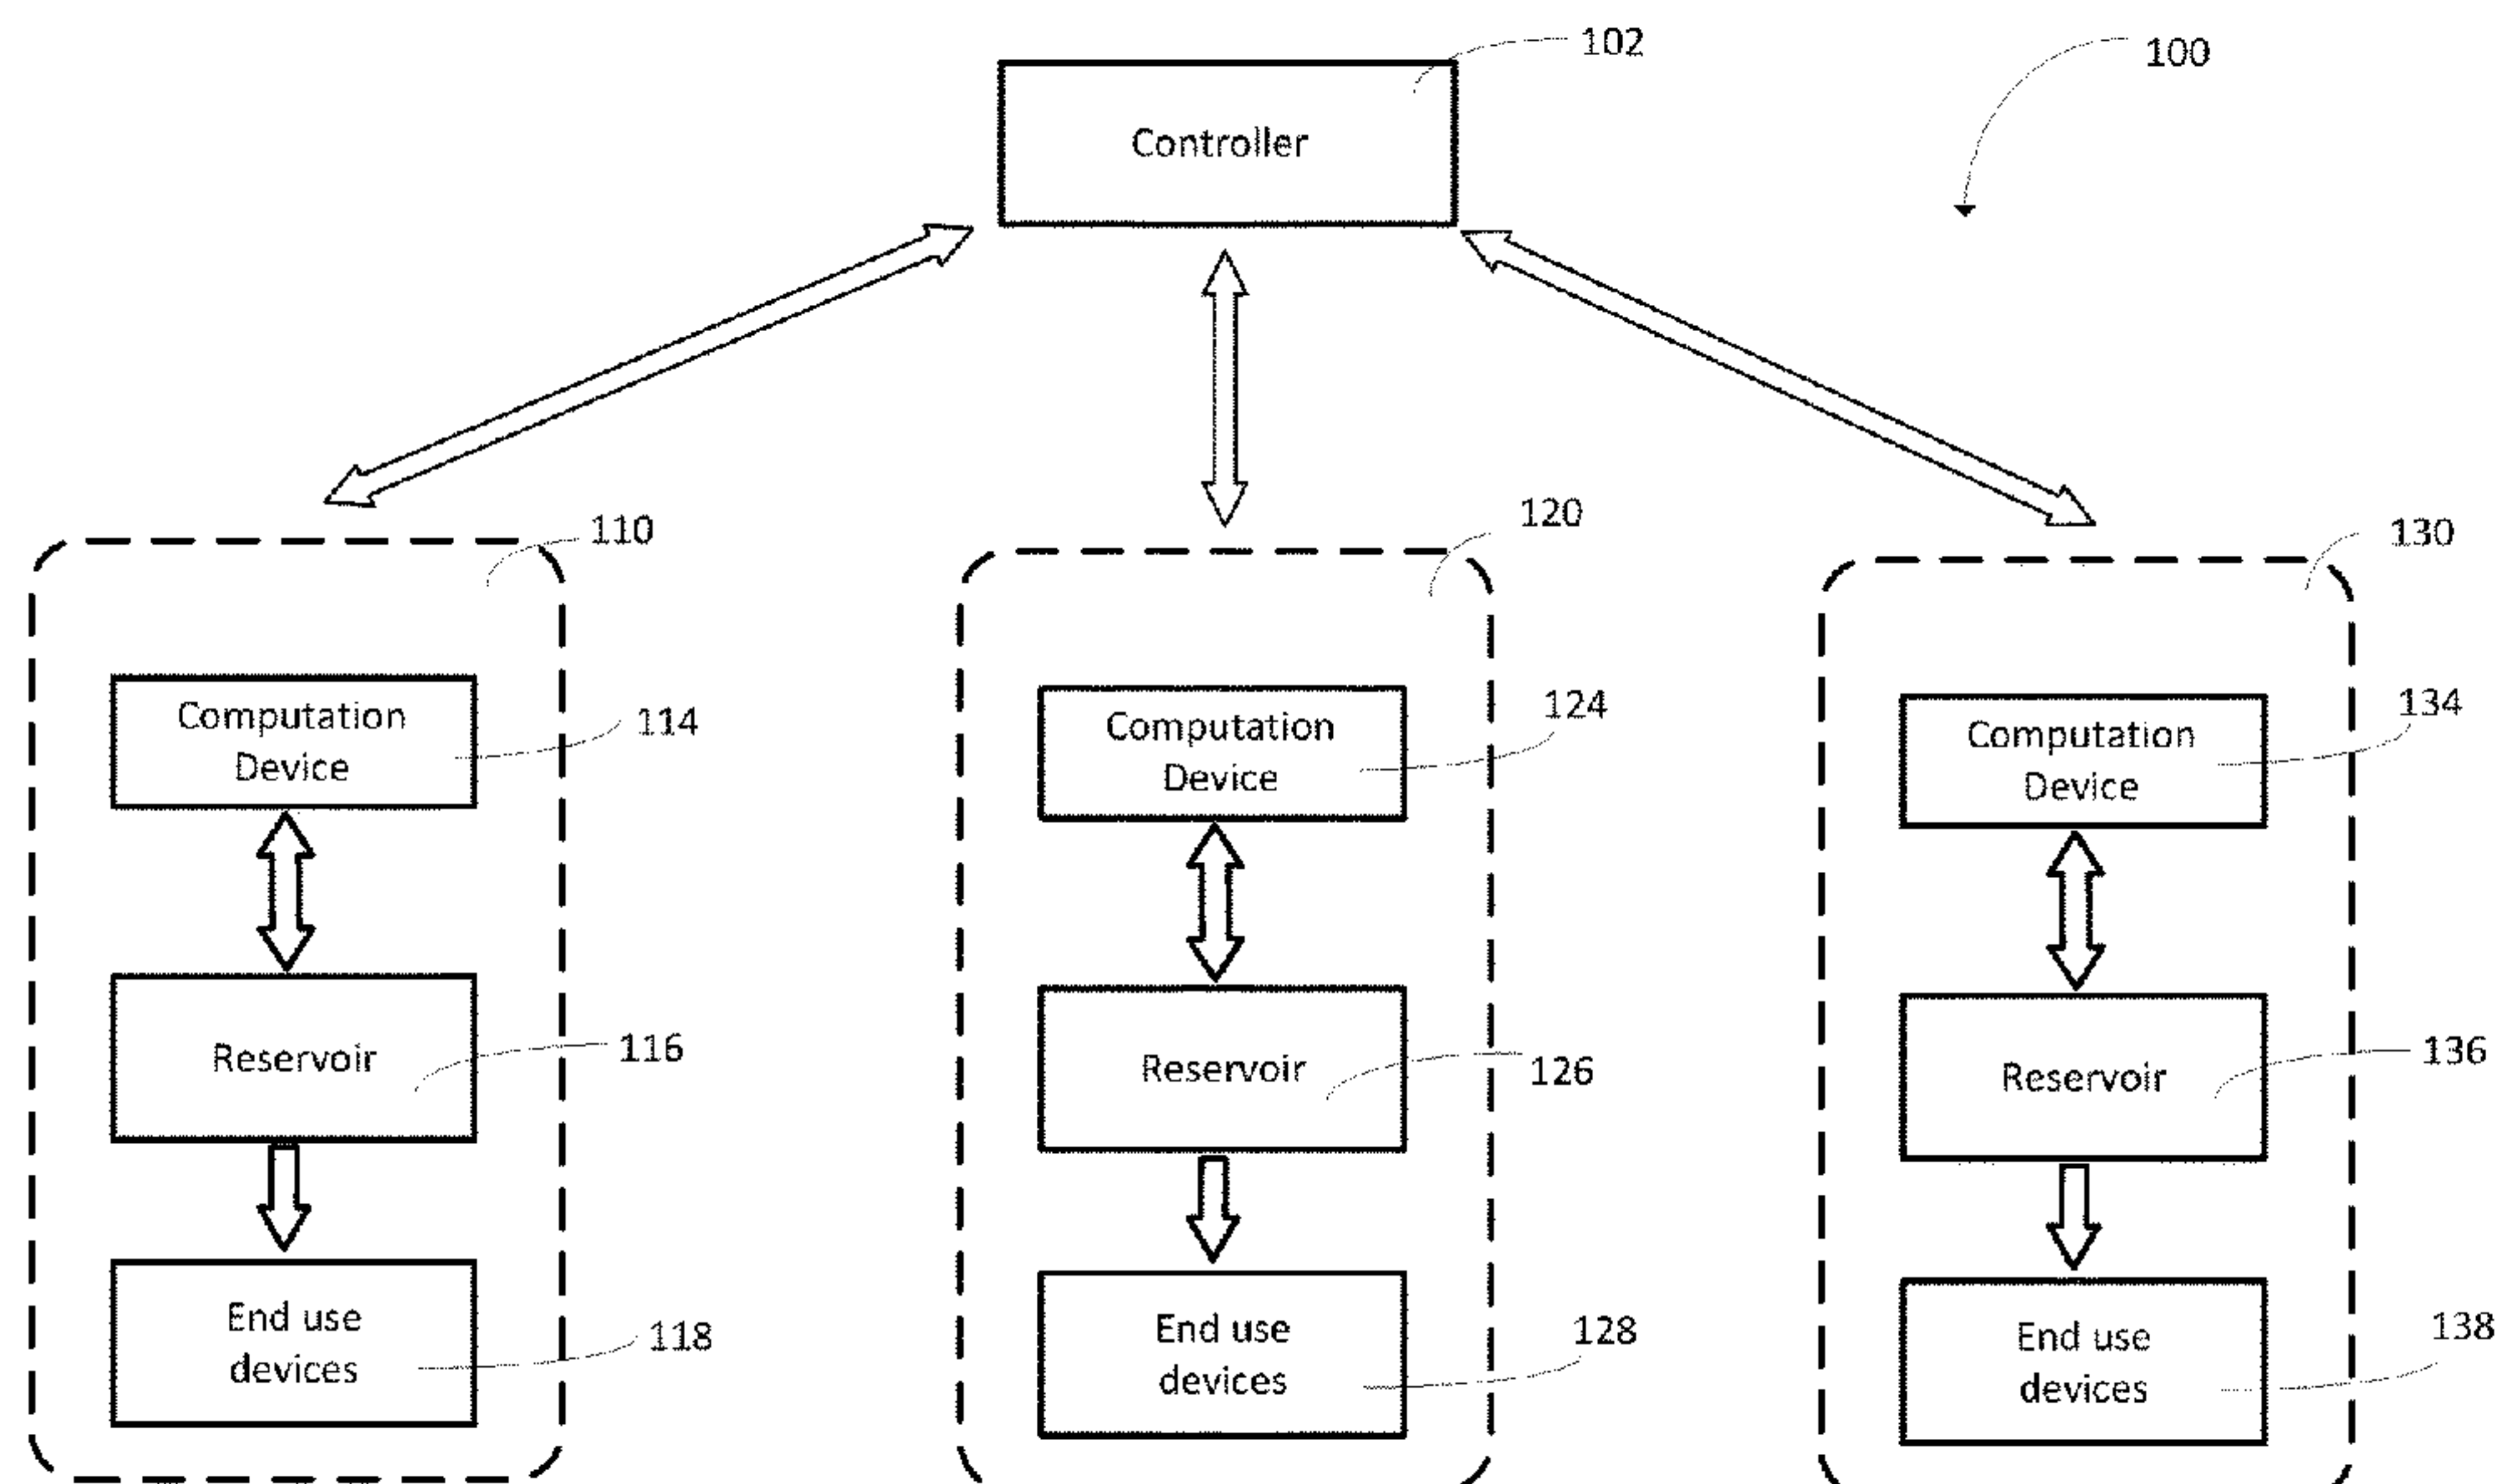 102
100
Controller
110
120
130
Computation
Device
114
Computation
Device
124
Computation
Device
134
Reservoir
116
Reservoir
126
Reservoir
136
End use
devices
118
End use
devices
128
End use
devices
138